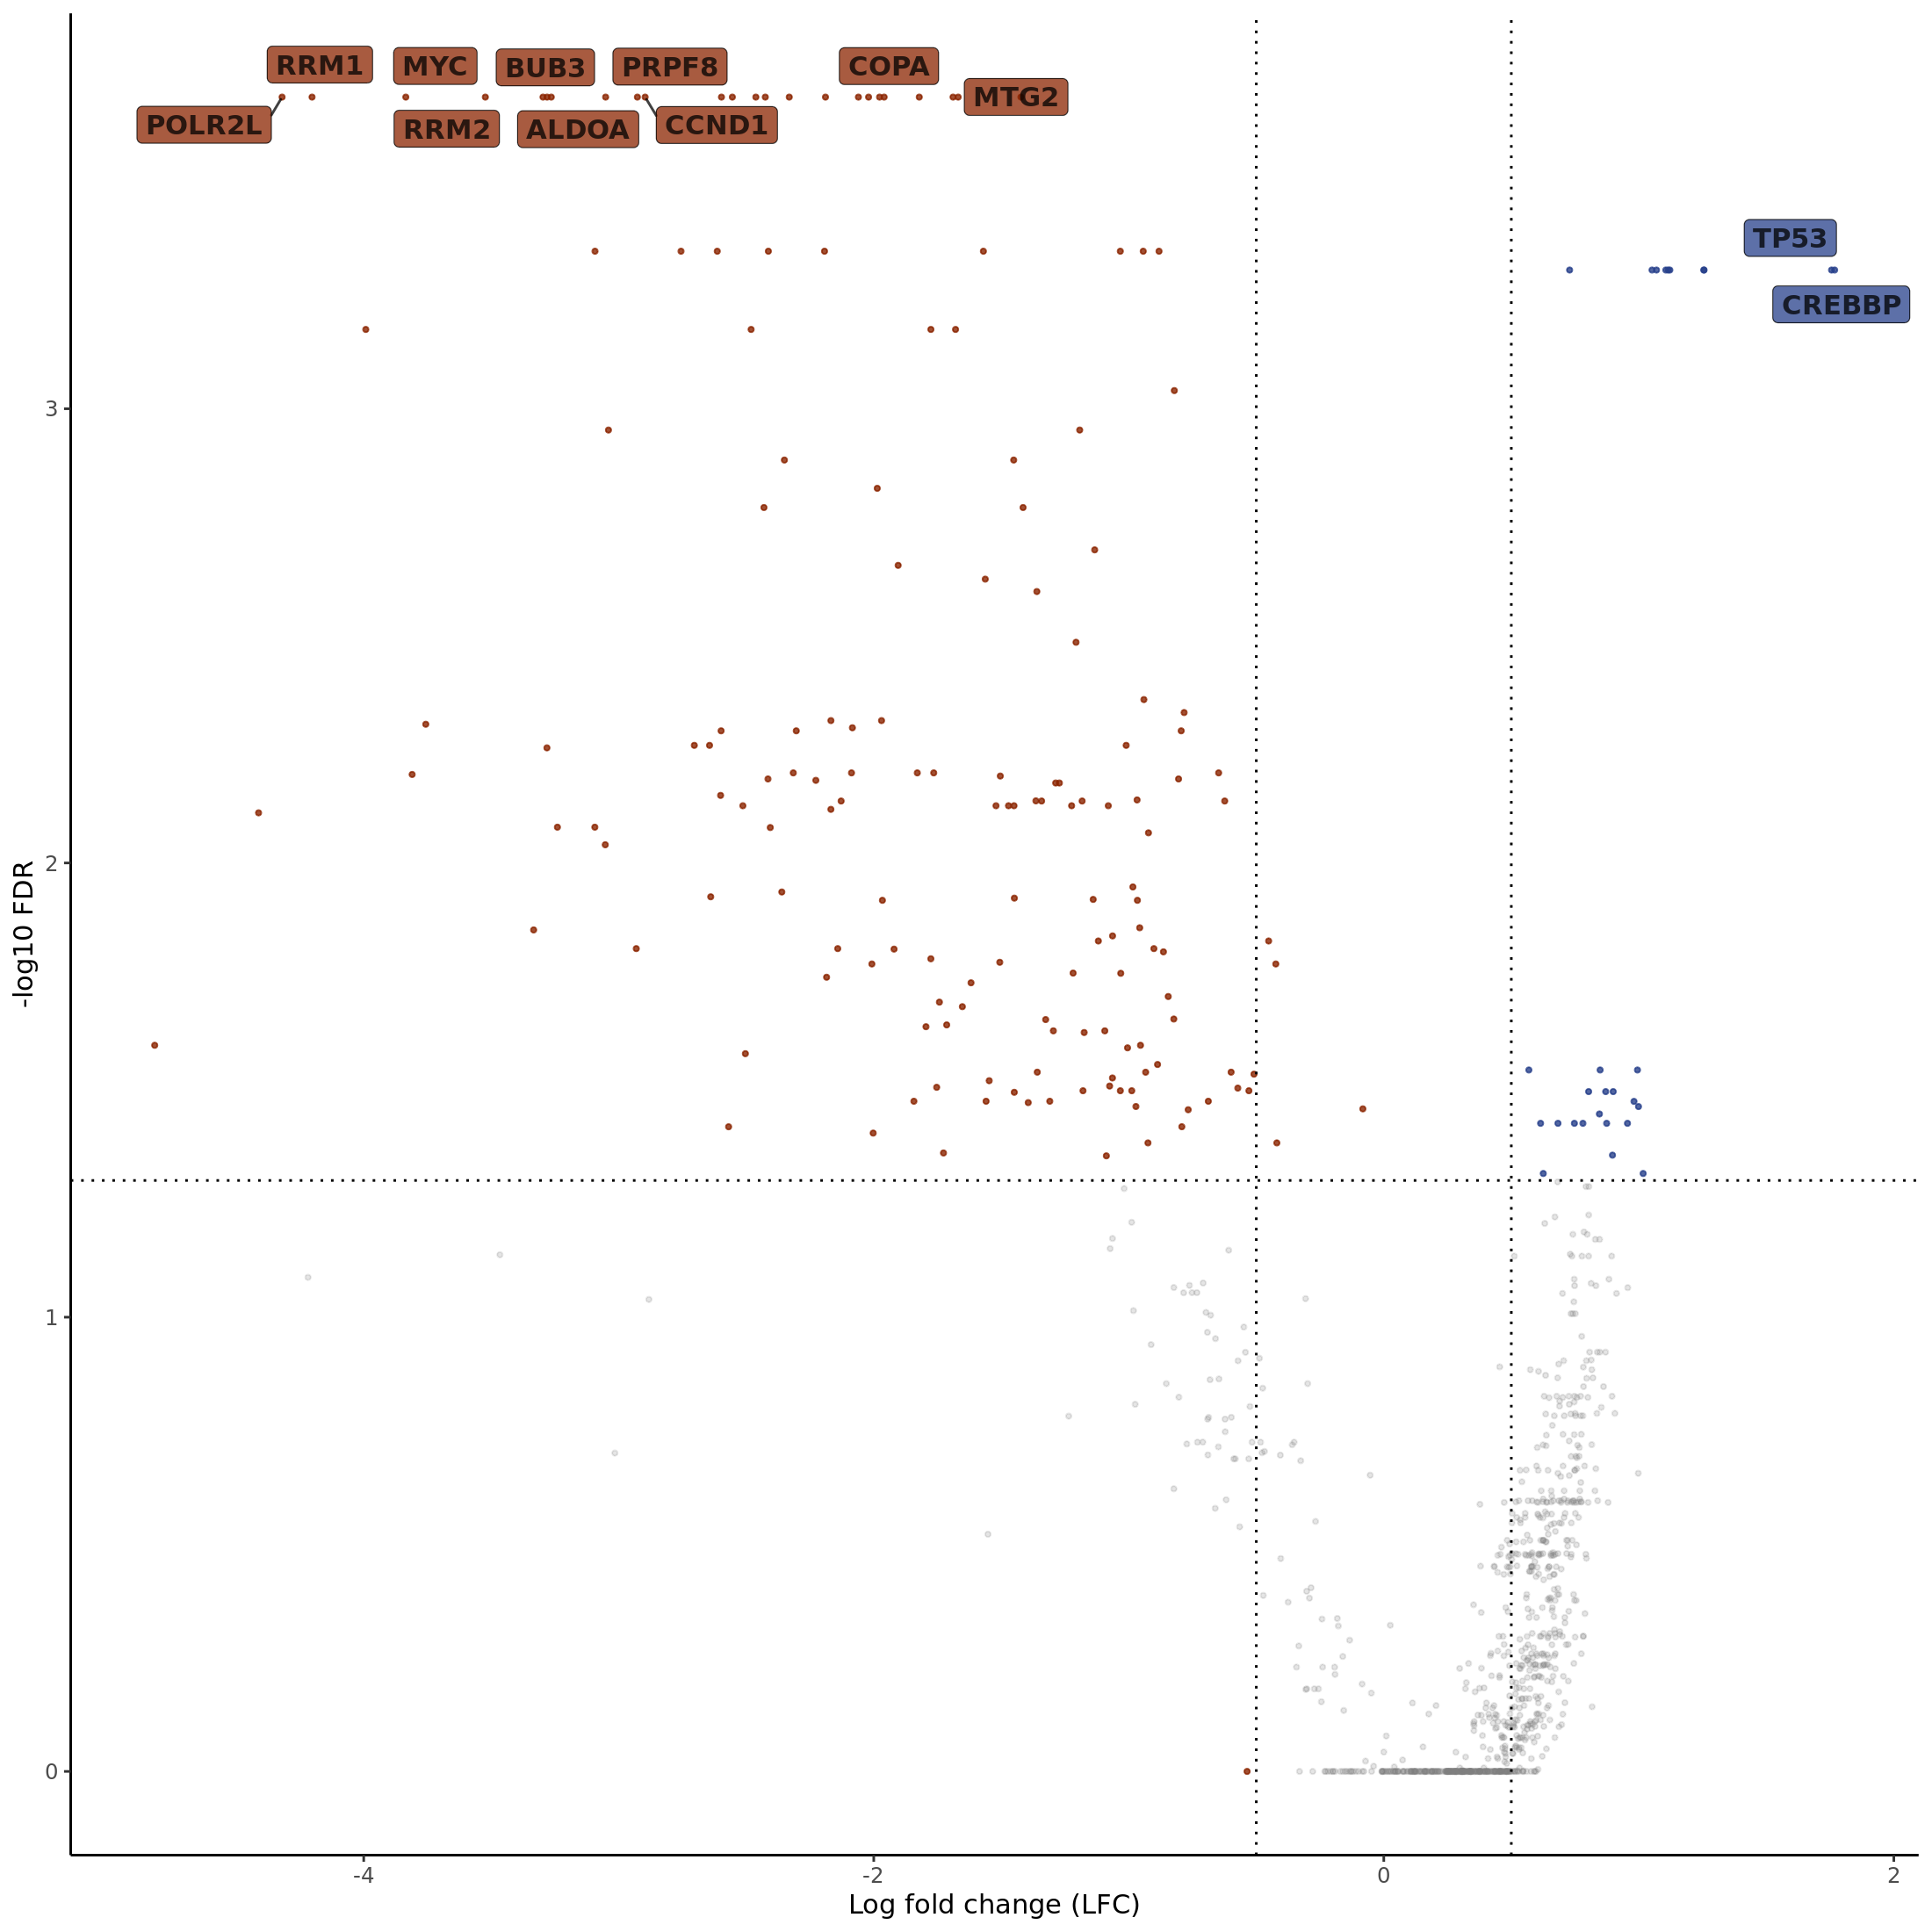 RRM1
MYC
BUB3
PRPF8
COPA
MTG2
POLR2L
RRM2
ALDOA
CCND1
TP53
CREBBP
3
2
1
0
-log10 FDR
-4
-2
0
2
Log fold change (LFC)